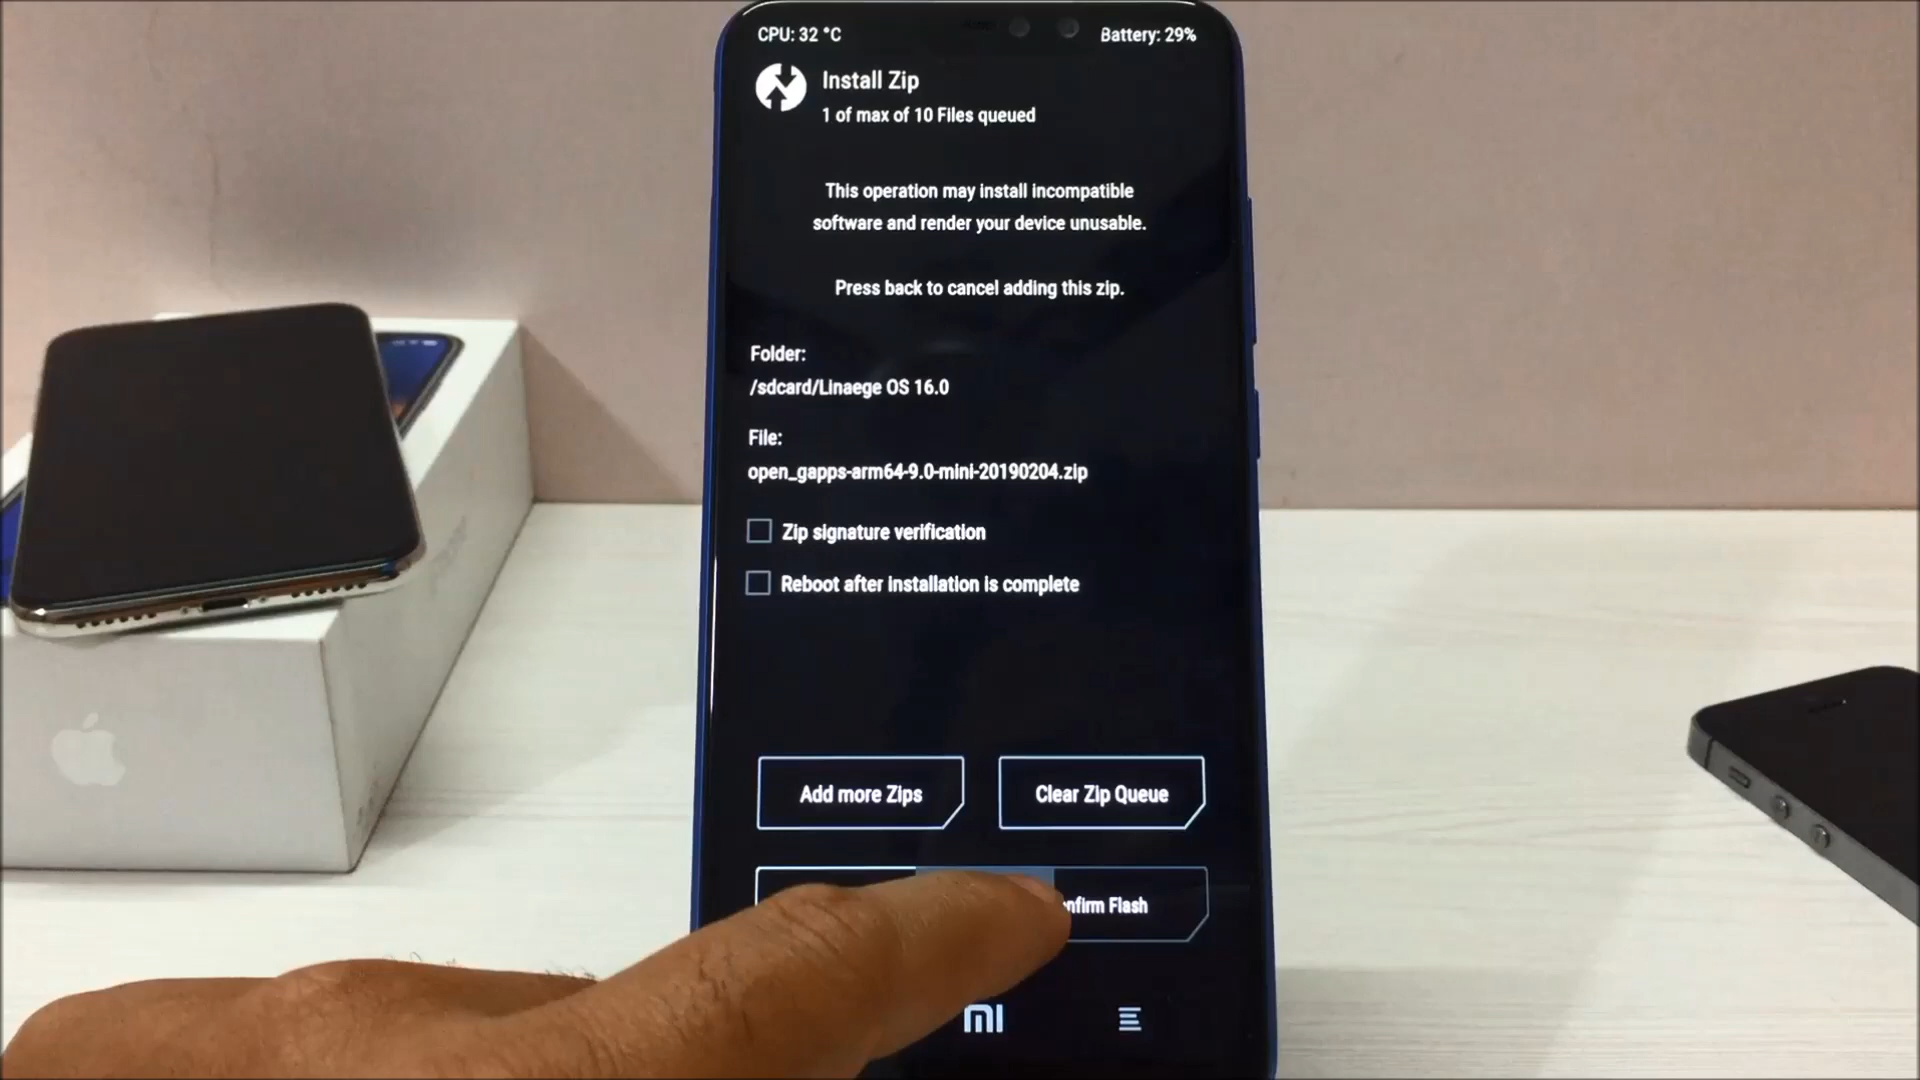 CPU: 32 °C
Battery: 29%
Install Zip
1 of max of 10 Files queued
This operation may install incompatible
software and render your device unusable.
Press back to cancel adding this zip.
Folder:
/sdcard/Linaege OS 16.0
File:
open_gapps-arm64-9.0-mini-20190204.zip
Zip signature verification
Reboot after installation is complete
Add more Zips
Clear Zip Queue
nfirm Flash
MI